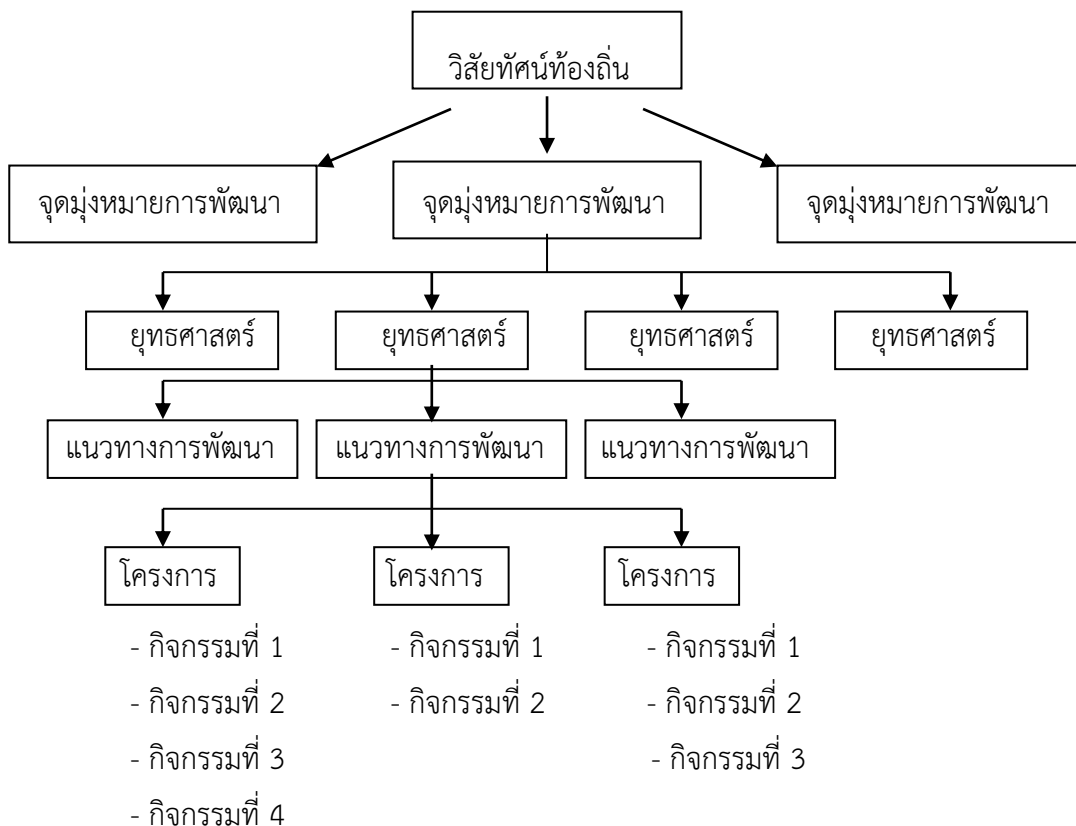 วิสัยทัศน์ท้องถิ่น
จุดมุ่งหมายการพัฒนา จุดมุ่งหมายการพัฒนา จุดมุ่งหมายการพัฒนา
ยุทธศาสตร์ ยุทธศาสตร์ ยุทธศาสตร์ ยุทธศาสตร์
แนวทางการพัฒนา แนวทางการพัฒนา แนวทางการพัฒนา
โครงการ โครงการ โครงการ
- กิจกรรมที่ 1 - กิจกรรมที่ 1 - กิจกรรมที่ 1
- กิจกรรมที่ 2 - กิจกรรมที่ 2 - กิจกรรมที่ 2
- กิจกรรมที่ 3 - กิจกรรมที่ 3
- กิจกรรมที่ 4